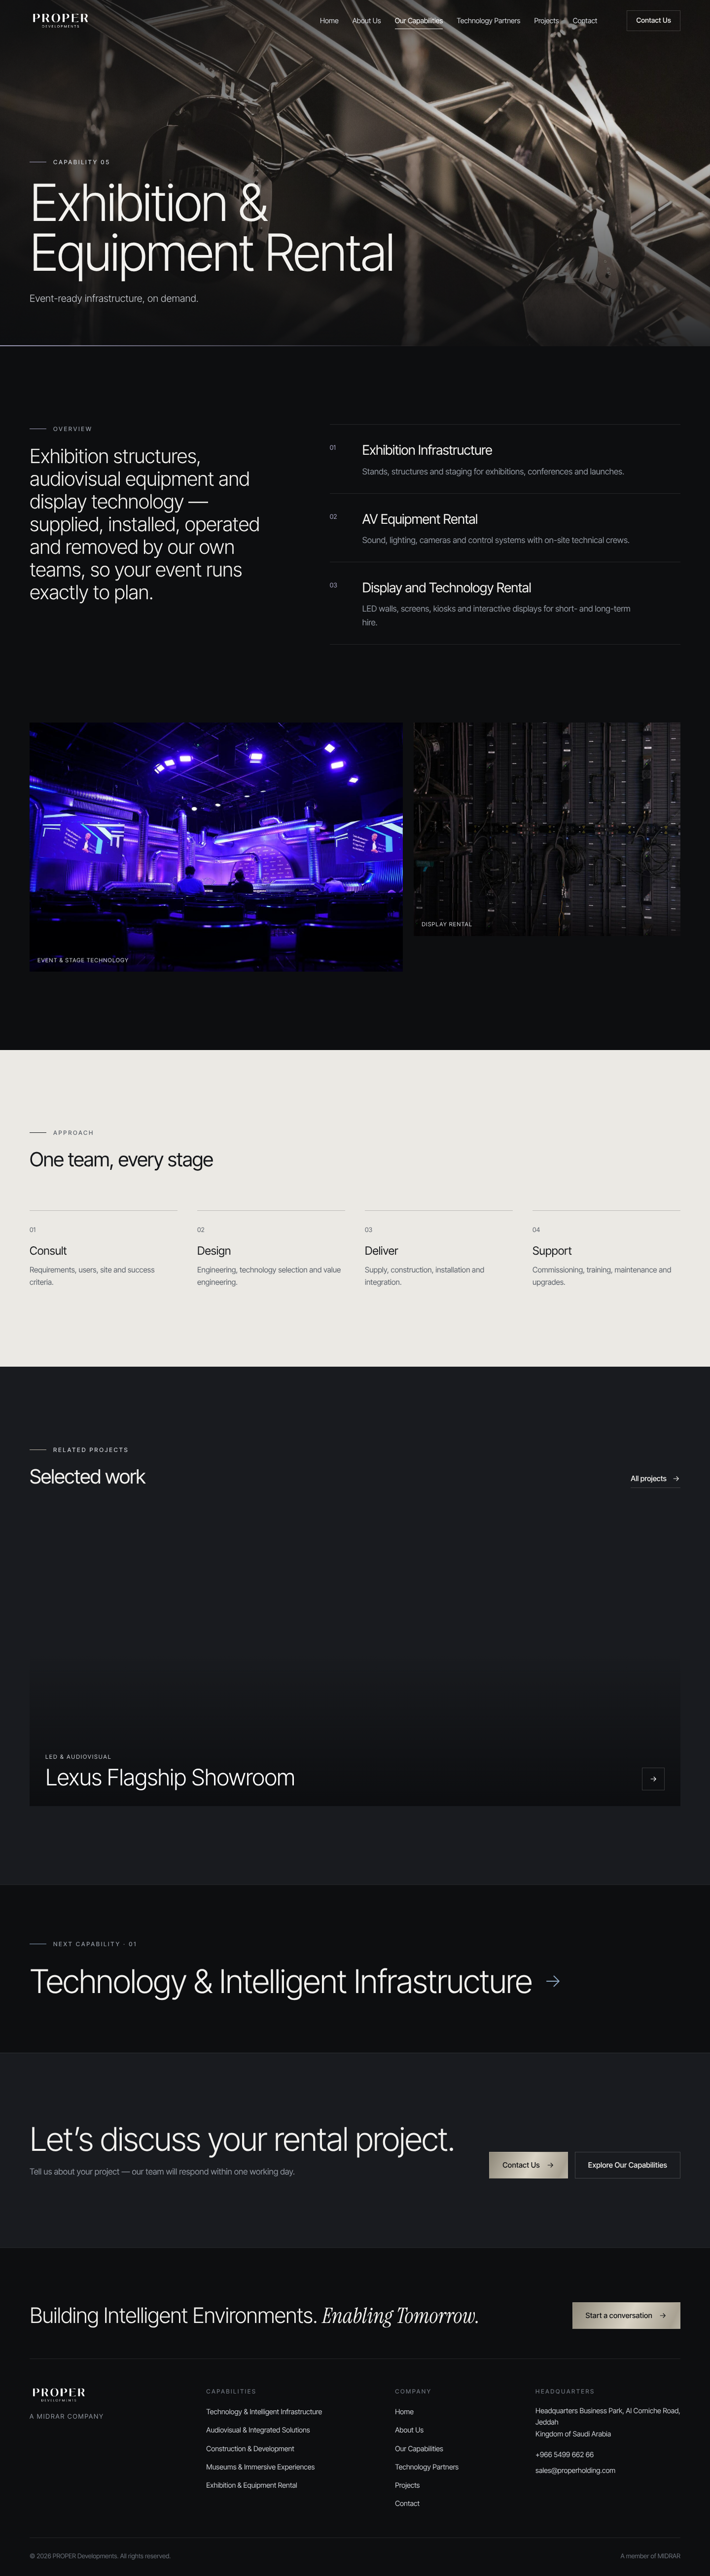 PROPER
DEVELOPMENTS
Home
About Us
Our Capabilities
Technology Partners
Projects
Contact
Contact Us
CAPABILITY 05
Exhibition &
Equipment Rental
Event-ready infrastructure, on demand.
OVERVIEW
Exhibition structures,
audiovisual equipment and
display technology —
supplied, installed, operated
and removed by our own
teams, so your event runs
exactly to plan.
01
Exhibition Infrastructure
Stands, structures and staging for exhibitions, conferences and launches.
02
AV Equipment Rental
Sound, lighting, cameras and control systems with on-site technical crews.
03
Display and Technology Rental
LED walls, screens, kiosks and interactive displays for short- and long-term
hire.
EVENT & STAGE TECHNOLOGY
DISPLAY RENTAL
APPROACH
One team, every stage
01
Consult
Requirements, users, site and success
criteria.
02
Design
Engineering, technology selection and value
engineering.
03
Deliver
Supply, construction, installation and
integration.
04
Support
Commissioning, training, maintenance and
upgrades.
RELATED PROJECTS
Selected work
All projects →
LED & AUDIOVISUAL
Lexus Flagship Showroom
→
NEXT CAPABILITY · 01
Technology & Intelligent Infrastructure →
Let's discuss your rental project.
Tell us about your project — our team will respond within one working day.
Contact Us →
Explore Our Capabilities
Building Intelligent Environments. Enabling Tomorrow.
Start a conversation →
PROPER
DEVELOPMENTS
A MIDRAR COMPANY
CAPABILITIES
Technology & Intelligent Infrastructure
Audiovisual & Integrated Solutions
Construction & Development
Museums & Immersive Experiences
Exhibition & Equipment Rental
COMPANY
Home
About Us
Our Capabilities
Technology Partners
Projects
Contact
HEADQUARTERS
Headquarters Business Park, Al Corniche Road,
Jeddah
Kingdom of Saudi Arabia
+966 5499 662 66
sales@properholding.com
© 2026 PROPER Developments. All rights reserved.
A member of MIDRAR